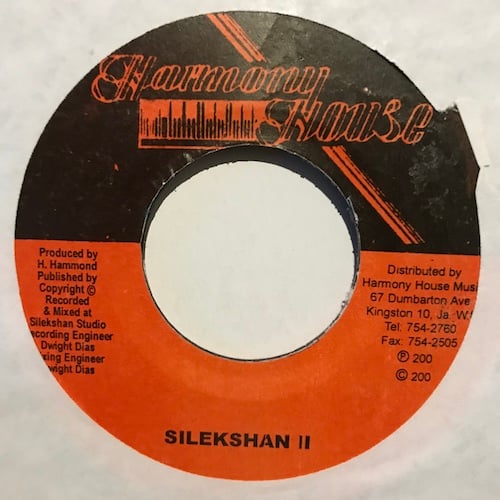 Harmony
House
Produced by
H. Hammond
Published by
Copyright ©
Recorded
& Mixed at
Silekshan Studio
ecording Engineer
Dwight Dias
xing Engineer
wight Dias
Distributed by
Harmony House Musi
67 Dumbarton Ave
Kingston 10, Ja. W.
Tel: 754-2760
Fax: 754-2505
℗ 200
© 200
SILEKSHAN II